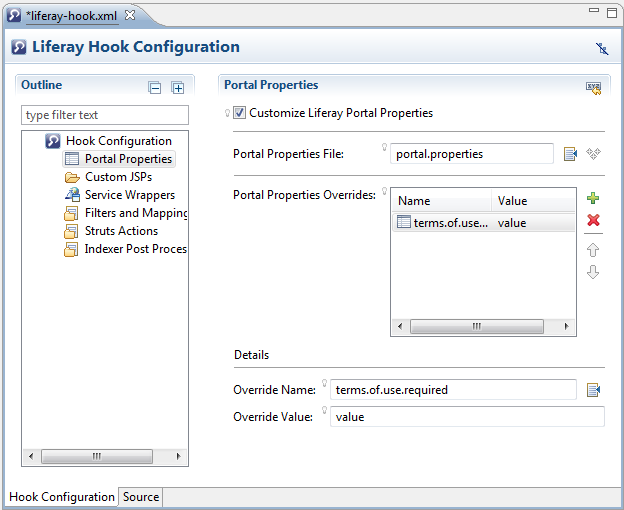 *liferay-hook.xml
Liferay Hook Configuration
Outline
type filter text
Hook Configuration
Portal Properties
Custom JSPs
Service Wrappers
Filters and Mapping
Struts Actions
Indexer Post Proces
Portal Properties
xyz
Customize Liferay Portal Properties
Portal Properties File: portal.properties
Portal Properties Overrides:
Name Value
terms.of.use... value
Details
Override Name: terms.of.use.required
Override Value: value
Hook Configuration Source